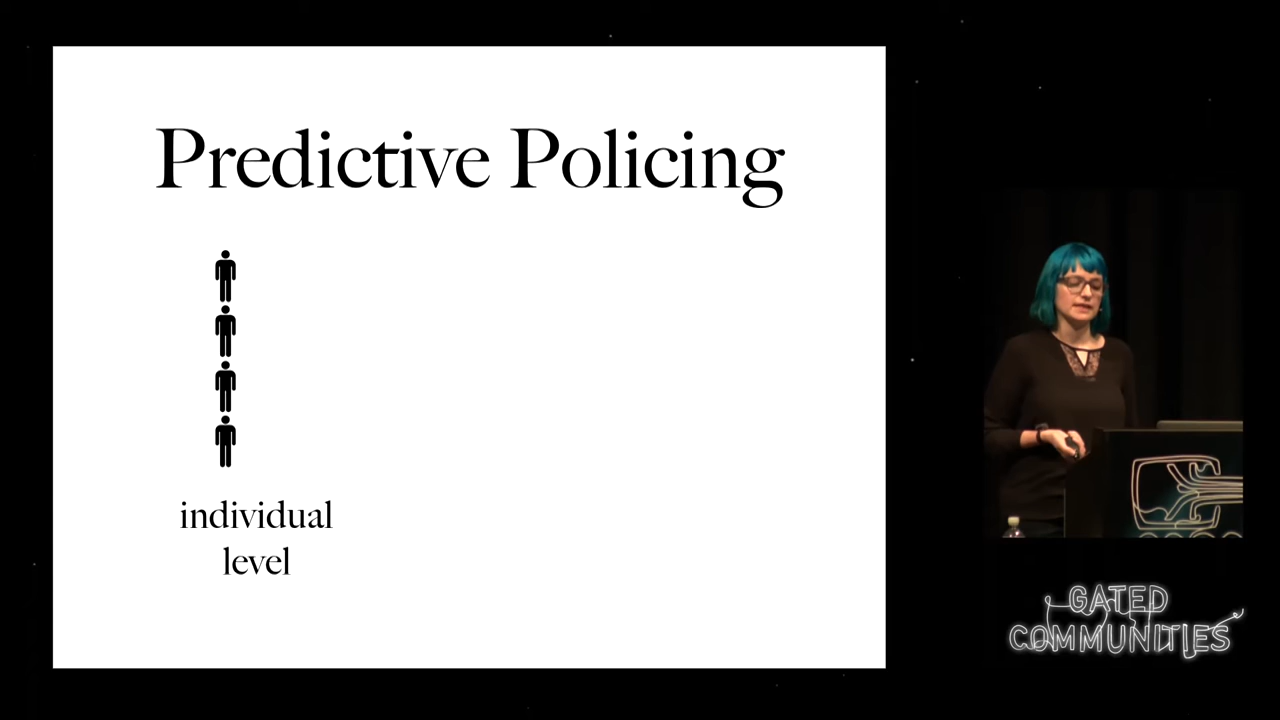 Predictive Policing
individual
level
GATED
COMMUNITIES